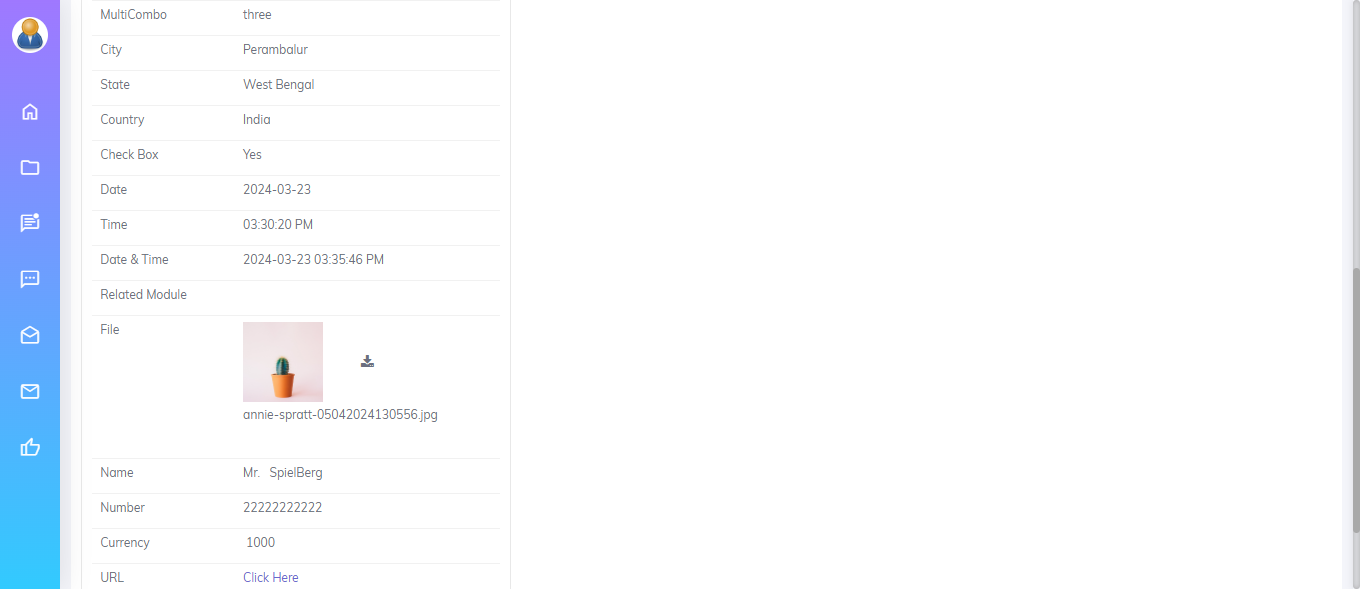 MultiCombo three
City Perambalur
State West Bengal
Country India
Check Box Yes
Date 2024-03-23
Time 03:30:20 PM
Date & Time 2024-03-23 03:35:46 PM
Related Module
File
annie-spratt-05042024130556.jpg
Name Mr. SpielBerg
Number 22222222222
Currency 1000
URL Click Here